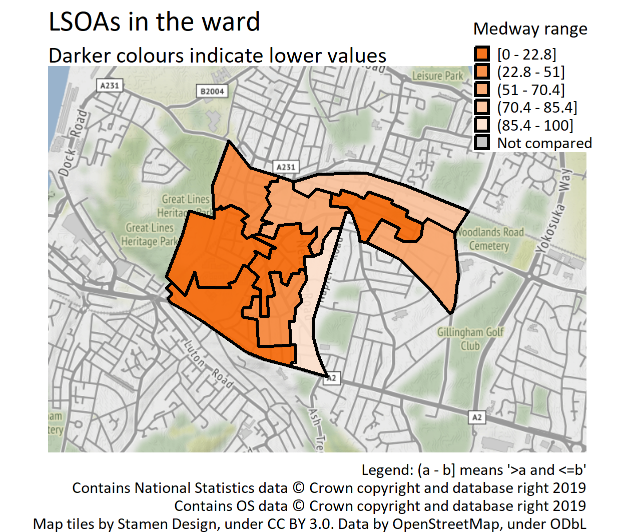 LSOAs in the ward
Darker colours indicate lower values
Medway range
[0 - 22.8]
(22.8 - 51]
(51 - 70.4]
(70.4 - 85.4]
(85.4 - 100]
Not compared
Leisure Park
A231
B2004
Dock Road
A231
Great Lines
Heritage
Great Lines
Heritage Park
Woodlands Road
Cemetery
Yokosuka Way
Gillingham Golf
Club
Luton Road
A2
A2
Ash Tre
Legend: (a - b] means '>a and <=b'
Contains National Statistics data © Crown copyright and database right 2019
Contains OS data © Crown copyright and database right 2019
Map tiles by Stamen Design, under CC BY 3.0. Data by OpenStreetMap, under ODbL